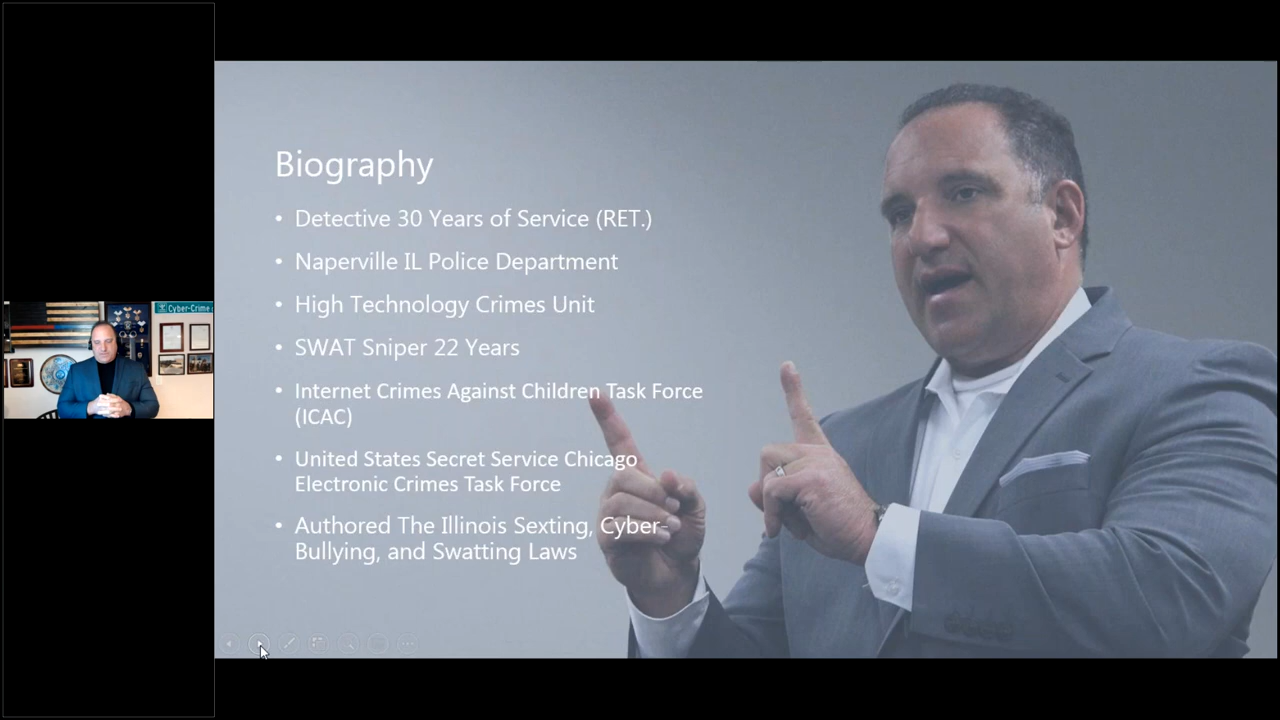 Cyber-Crime
Biography
• Detective 30 Years of Service (RET.)
• Naperville IL Police Department
• High Technology Crimes Unit
• SWAT Sniper 22 Years
• Internet Crimes Against Children Task Force
(ICAC)
• United States Secret Service Chicago
Electronic Crimes Task Force
• Authored The Illinois Sexting, Cyber-
Bullying, and Swatting Laws